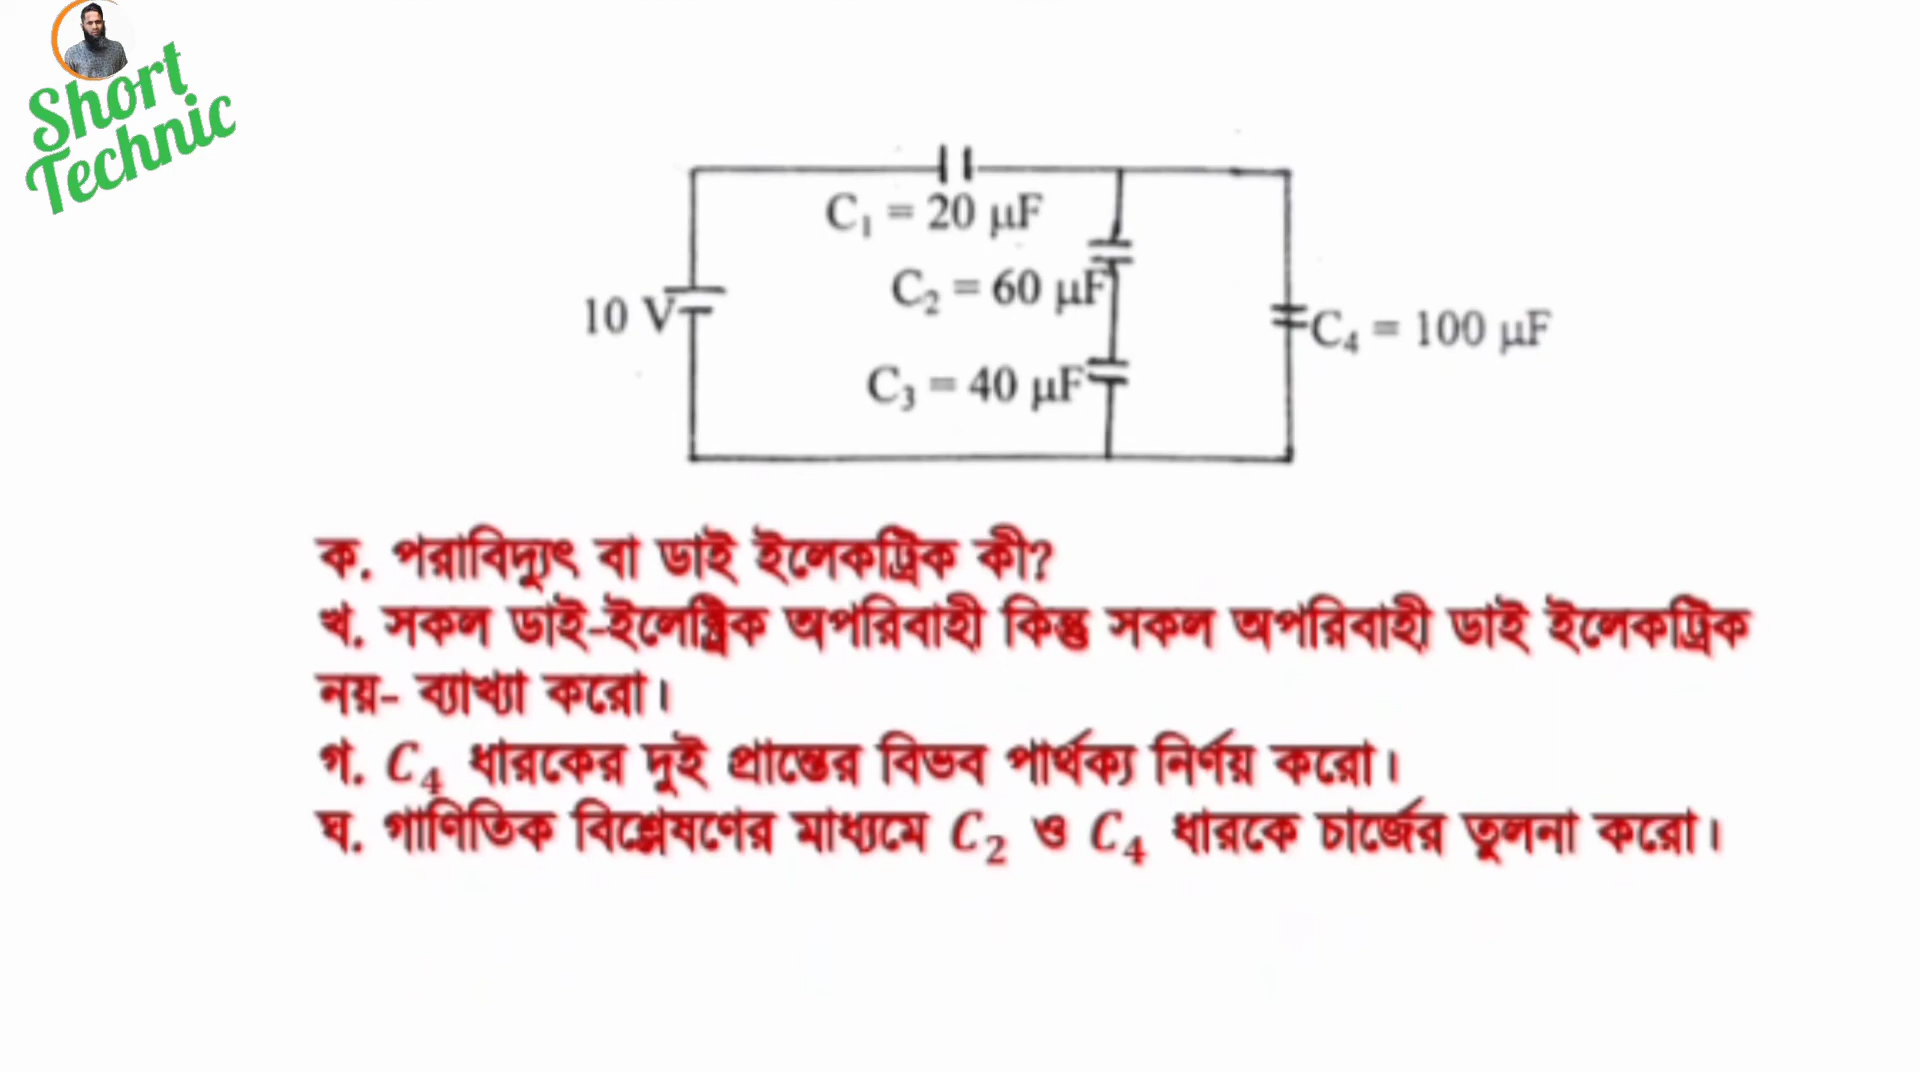 Short
Technic
C₁ = 20 μF
C₂ = 60 μF
10 V
C₄ = 100 μF
C₃ = 40 μF
ক. পরাবিদ্যুৎ বা ডাই ইলেকট্রিক কী?
খ. সকল ডাই-ইলেক্ট্রিক অপরিবাহী কিন্তু সকল অপরিবাহী ডাই ইলেকট্রিক
নয়- ব্যাখ্যা করো।
গ. C₄ ধারকের দুই প্রান্তের বিভব পার্থক্য নির্ণয় করো।
ঘ. গাণিতিক বিশ্লেষণের মাধ্যমে C₂ ও C₄ ধারকে চার্জের তুলনা করো।